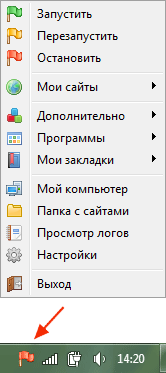 Запустить
Перезапустить
Остановить
Мои сайты
Дополнительно
Программы
Мои закладки
Мой компьютер
Папка с сайтами
Просмотр логов
Настройки
Выход
14:20